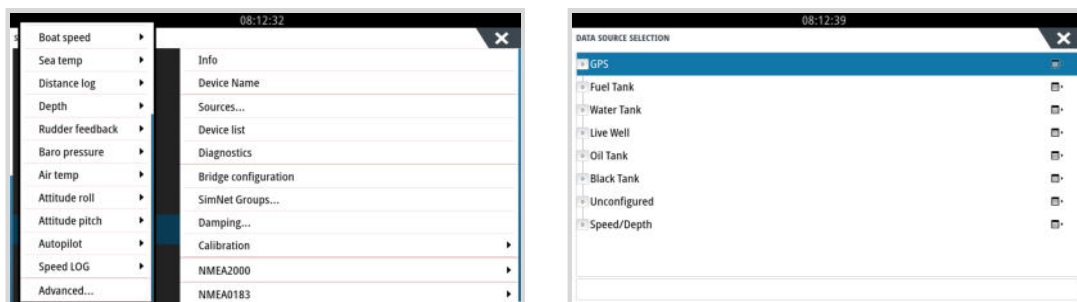 08:12:32
Boat speed
Sea temp
Distance log
Depth
Rudder feedback
Baro pressure
Air temp
Attitude roll
Attitude pitch
Autopilot
Speed LOG
Advanced...
Info
Device Name
Sources...
Device list
Diagnostics
Bridge configuration
SimNet Groups...
Damping...
Calibration
NMEA2000
NMEA0183
08:12:39
DATA SOURCE SELECTION
GPS
Fuel Tank
Water Tank
Live Well
Oil Tank
Black Tank
Unconfigured
Speed/Depth